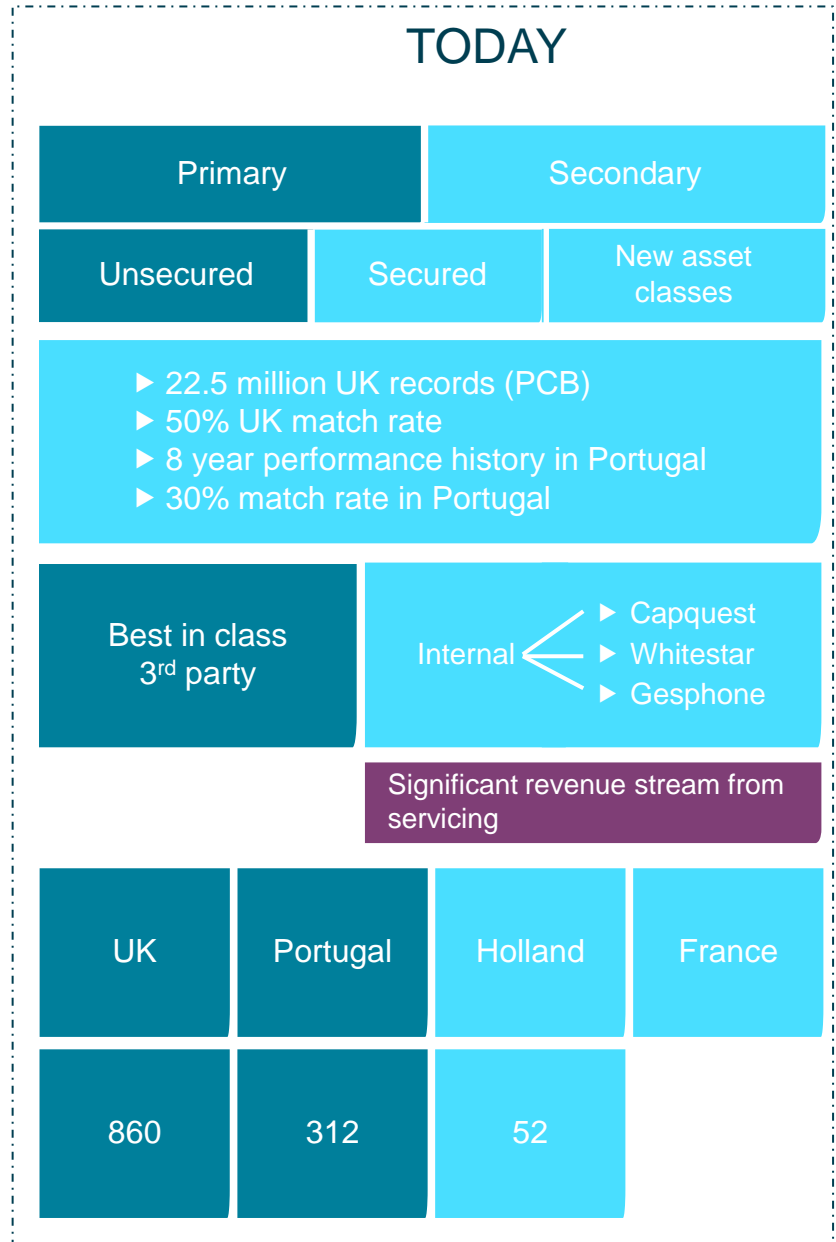 TODAY
Primary
Secondary
Unsecured
Secured
New asset
classes
▶ 22.5 million UK records (PCB)
▶ 50% UK match rate
▶ 8 year performance history in Portugal
▶ 30% match rate in Portugal
Best in class
3rd party
Internal
▶ Capquest
▶ Whitestar
▶ Gesphone
Significant revenue stream from
servicing
UK
Portugal
Holland
France
860
312
52